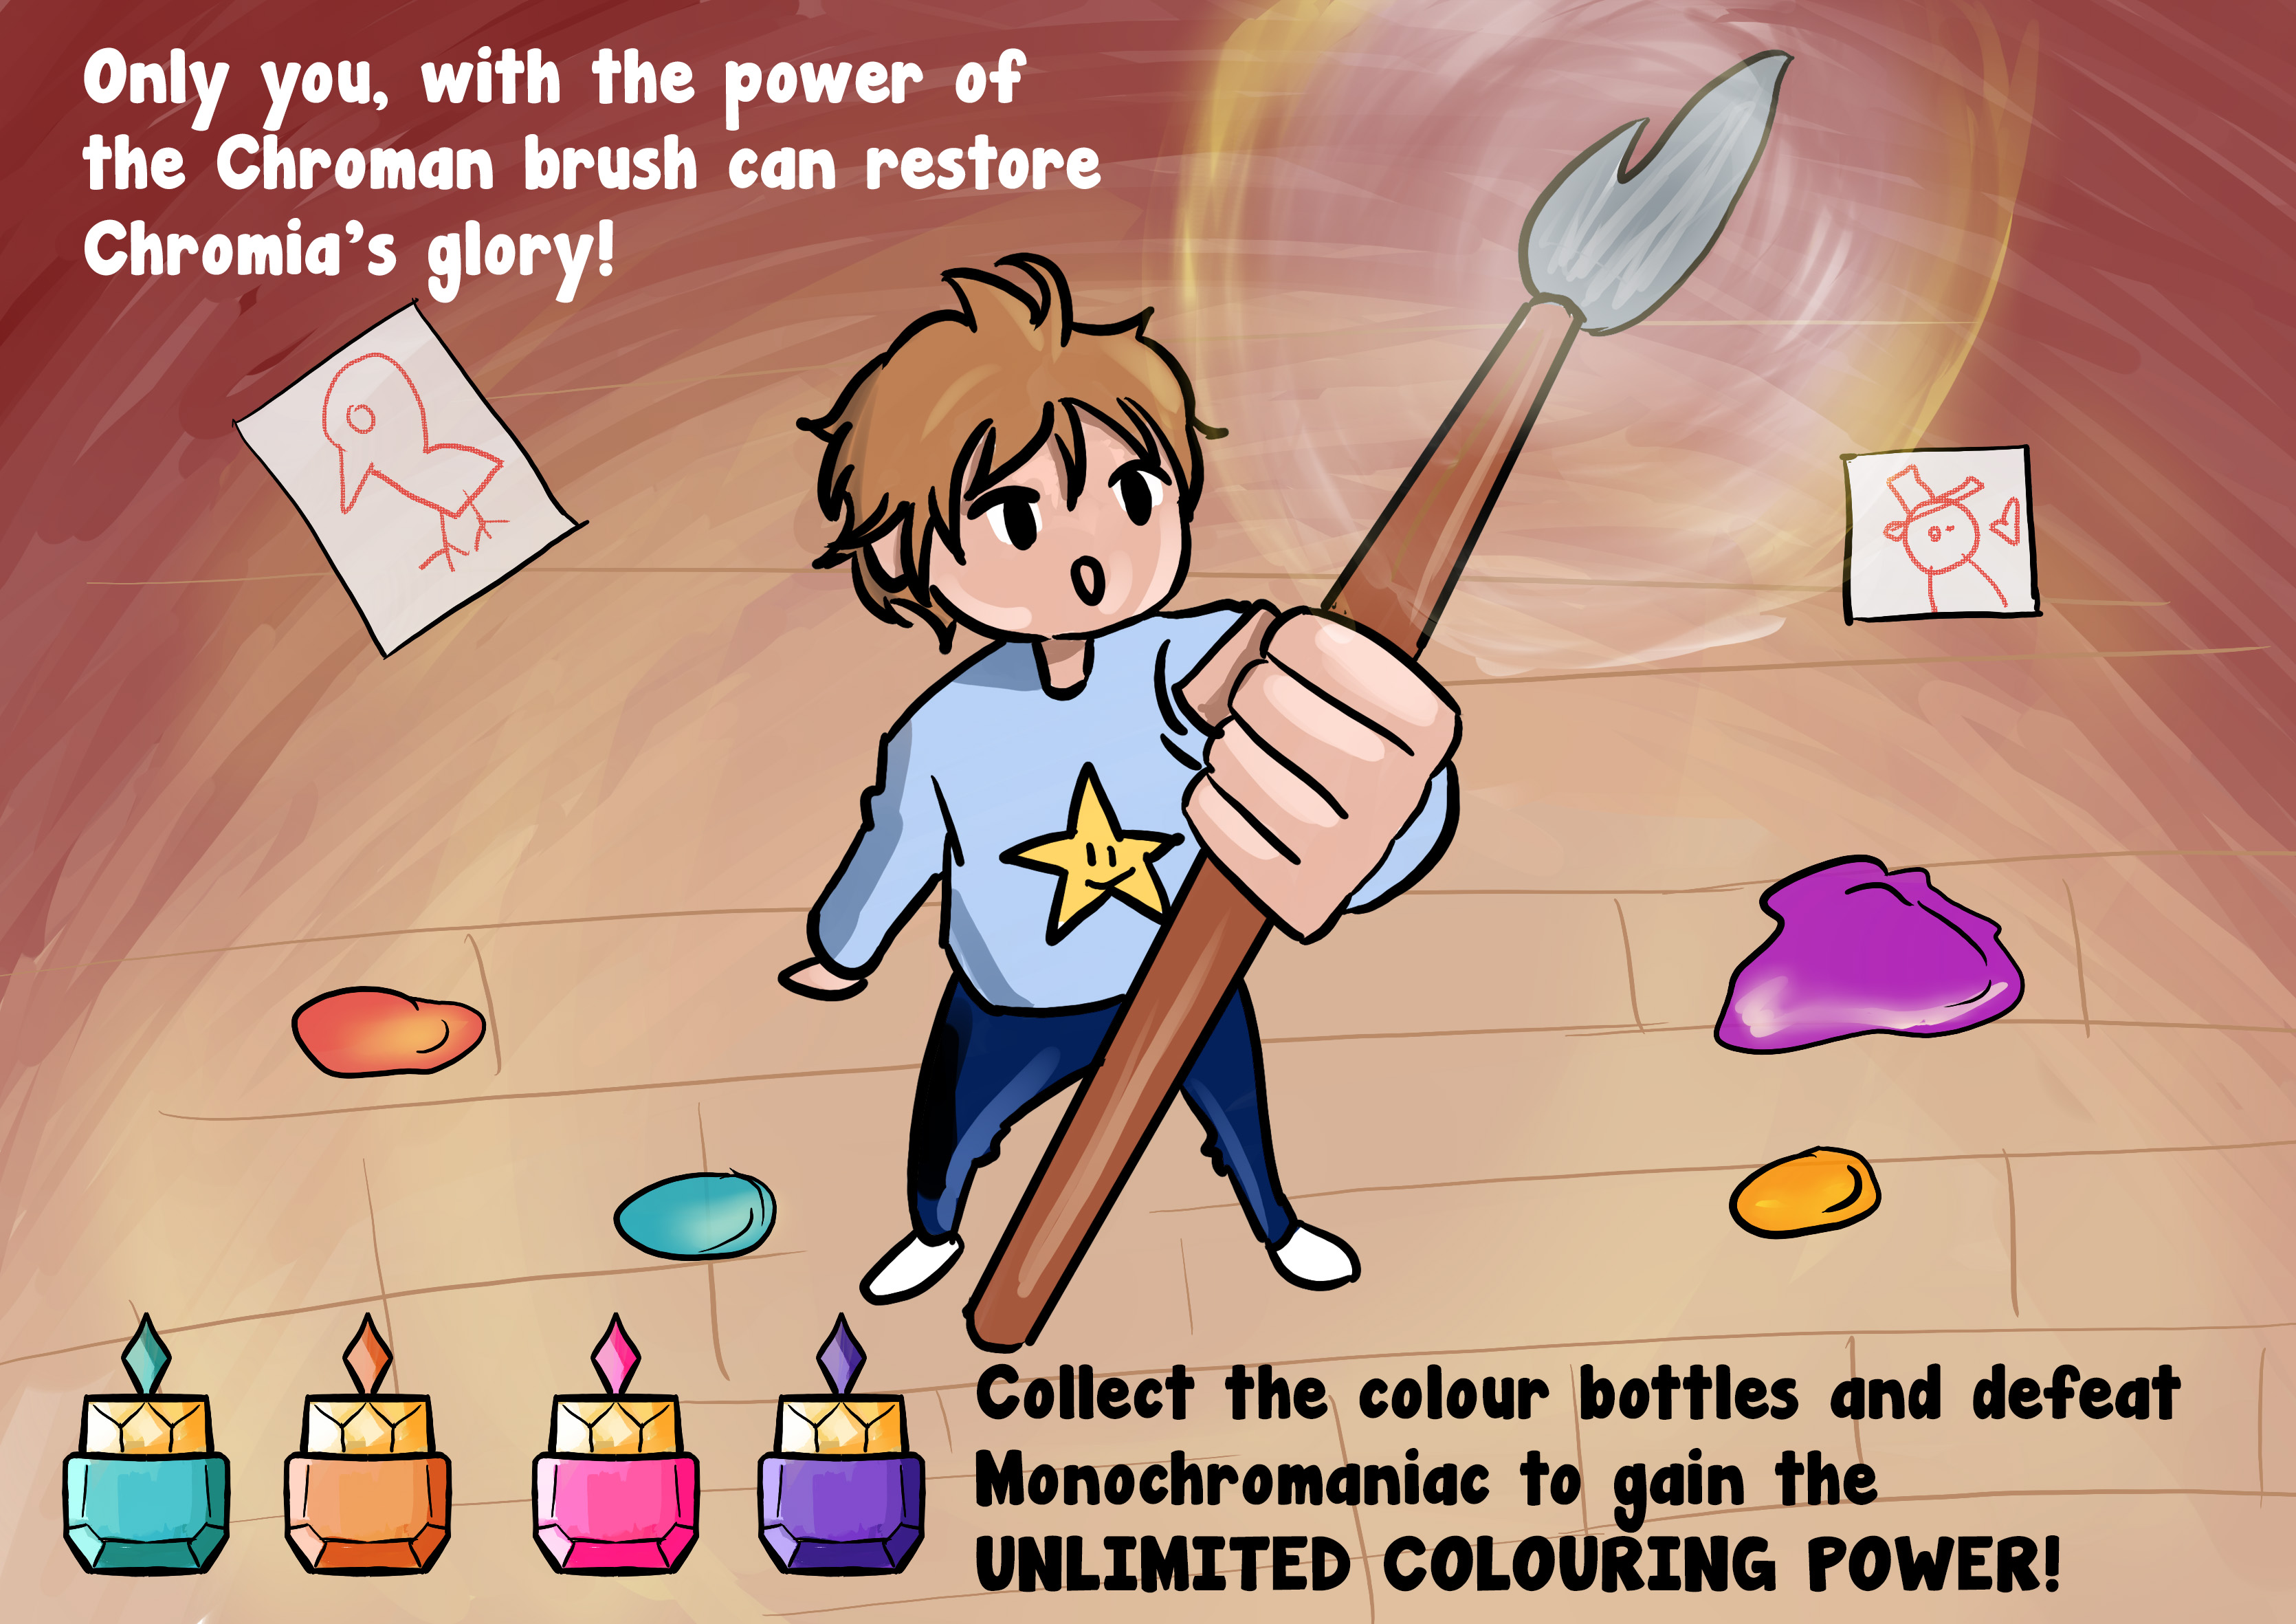 Only you, with the power of
the Chroman brush can restore
Chromia's glory!
Collect the colour bottles and defeat
Monochromaniac to gain the
UNLIMITED COLOURING POWER!